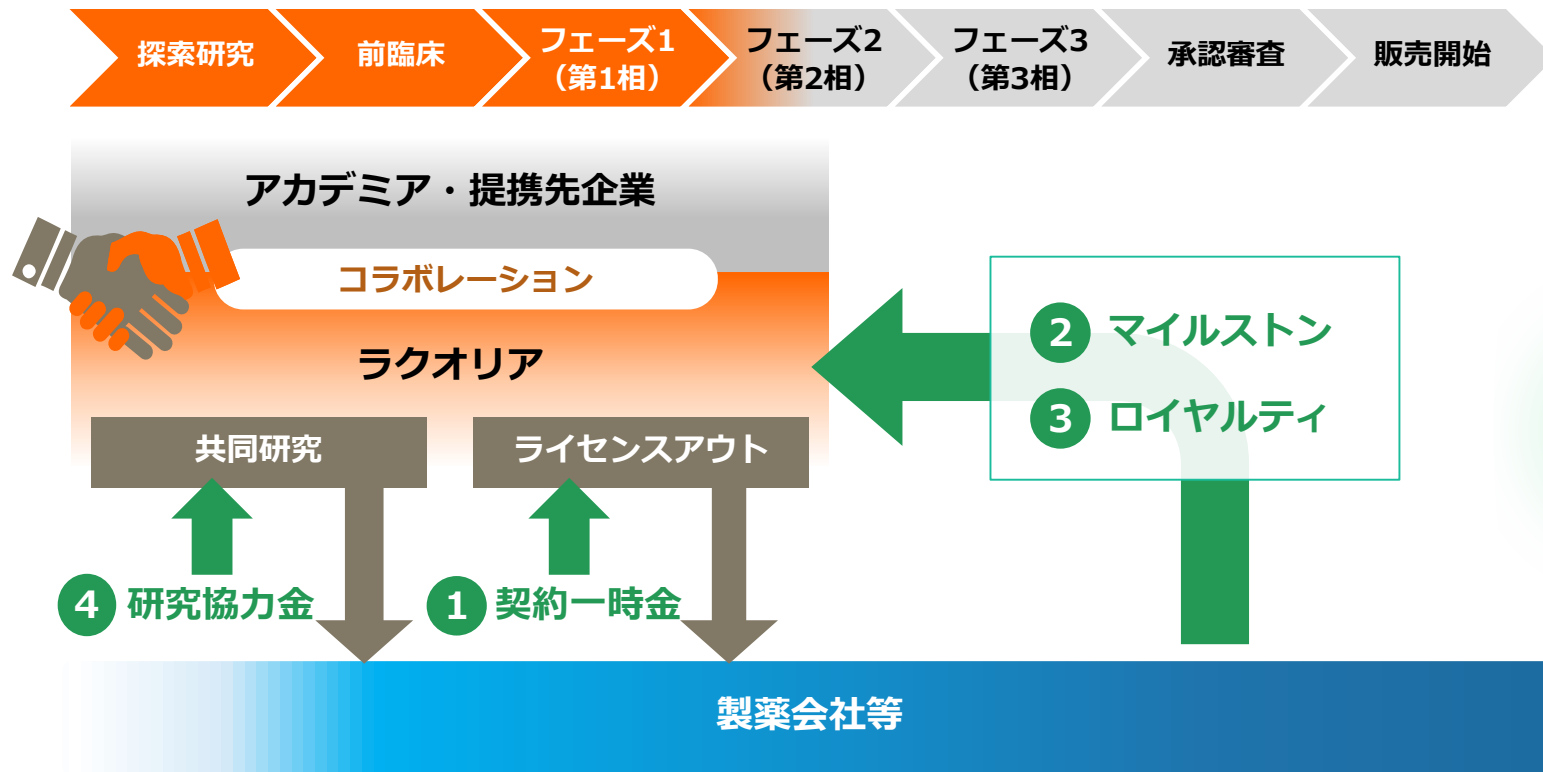 探索研究
前臨床
フェーズ1
（第1相）
フェーズ2
（第2相）
フェーズ3
（第3相）
承認審査
販売開始
アカデミア・提携先企業
コラボレーション
ラクオリア
共同研究
ライセンスアウト
2 マイルストン
3 ロイヤルティ
4 研究協力金
1 契約一時金
製薬会社等